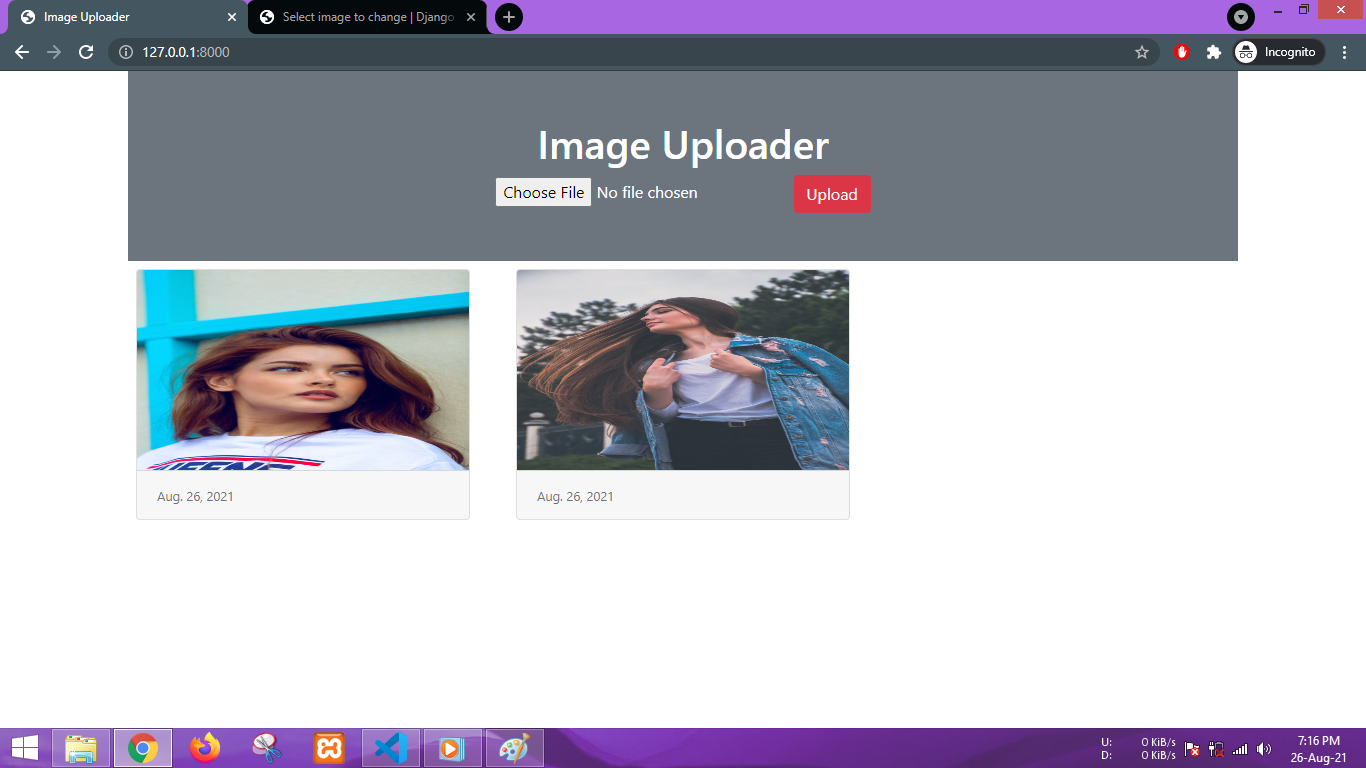 Image Uploader
Select image to change | Django
127.0.0.1:8000
Incognito
Image Uploader
Choose File No file chosen
Upload
Aug. 26, 2021
Aug. 26, 2021
U: 0 KiB/s
D: 0 KiB/s
7:16 PM
26-Aug-21